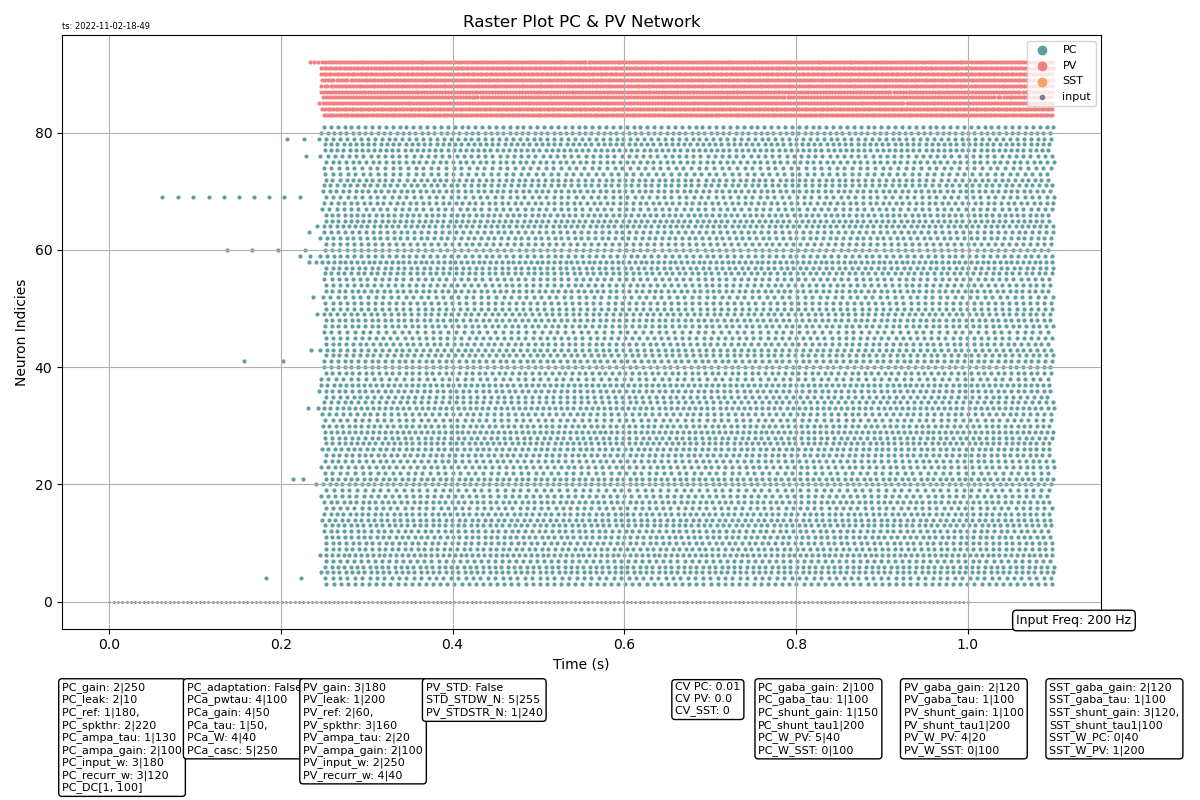 ts: 2022-11-02-18-49
Raster Plot PC & PV Network
PC
PV
SST
input
Neuron Indicies
80
60
40
20
0
0.0
0.2
0.4
0.6
0.8
1.0
Time (s)
Input Freq: 200 Hz
PC_gain: 2|250
PC_leak: 2|10
PC_ref: 1|180,
PC_spkthr: 2|220
PC_ampa_tau: 1|130
PC_ampa_gain: 2|100
PC_input_w: 3|180
PC_recurr_w: 3|120
PC_DC[1, 100]
PC_adaptation: False
PCa_pwtau: 4|100
PCa_gain: 4|50
PCa_tau: 1|50,
PCa_W: 4|40
PCa_casc: 5|250
PV_gain: 3|180
PV_leak: 1|200
PV_ref: 2|60,
PV_spkthr: 3|160
PV_ampa_tau: 2|20
PV_ampa_gain: 2|100
PV_input_w: 2|250
PV_recurr_w: 4|40
PV_STD: False
STD_STDW_N: 5|255
PV_STDSTR_N: 1|240
CV PC: 0.01
CV PV: 0.0
CV_SST: 0
PC_gaba_gain: 2|100
PC_gaba_tau: 1|100
PC_shunt_gain: 1|150
PC_shunt_tau1|200
PC_W_PV: 5|40
PC_W_SST: 0|100
PV_gaba_gain: 2|120
PV_gaba_tau: 1|100
PV_shunt_gain: 1|100
PV_shunt_tau1|200
PV_W_PV: 4|20
PV_W_SST: 0|100
SST_gaba_gain: 2|120
SST_gaba_tau: 1|100
SST_shunt_gain: 3|120,
SST_shunt_tau1|100
SST_W_PC: 0|40
SST_W_PV: 1|200